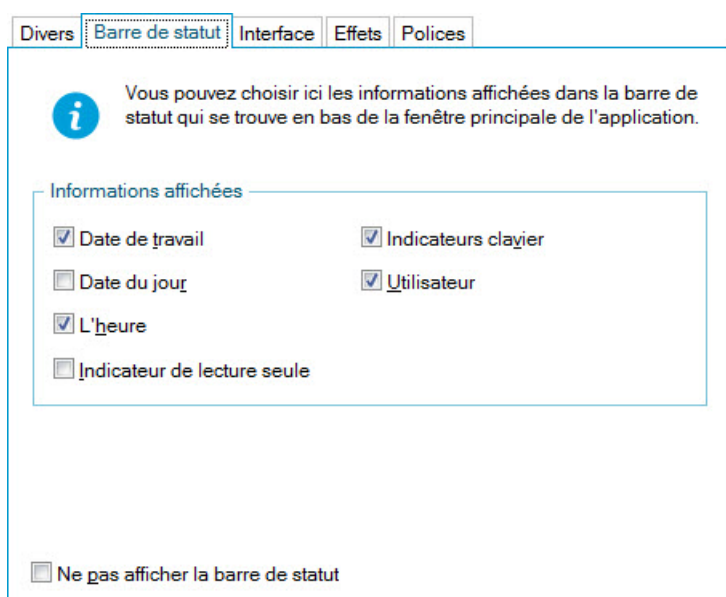 Divers Barre de statut Interface Effets Polices
Vous pouvez choisir ici les informations affichées dans la barre de
statut qui se trouve en bas de la fenêtre principale de l'application.
Informations affichées
Date de travail Indicateurs clavier
Date du jour Utilisateur
L'heure
Indicateur de lecture seule
Ne pas afficher la barre de statut